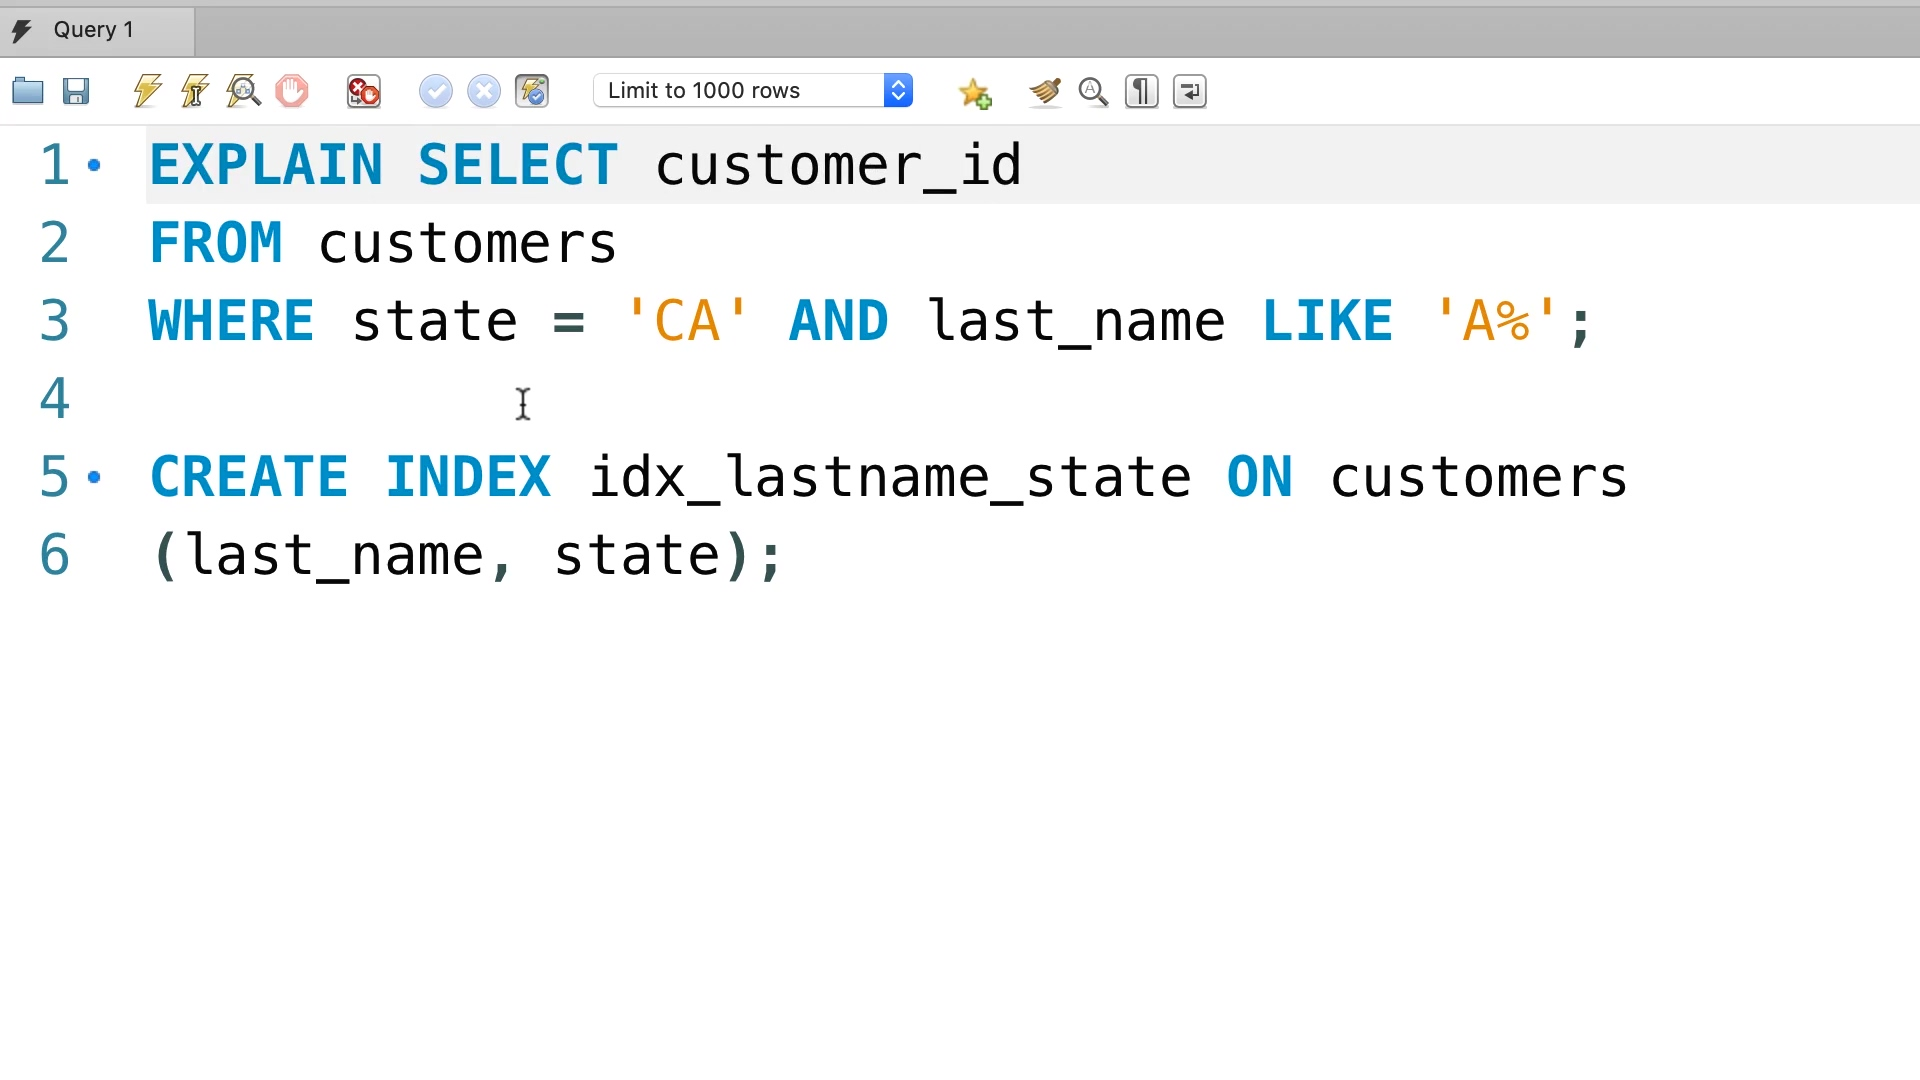 Query 1
Limit to 1000 rows
1 EXPLAIN SELECT customer_id
2 FROM customers
3 WHERE state = 'CA' AND last_name LIKE 'A%';
4
5 CREATE INDEX idx_lastname_state ON customers
6 (last_name, state);